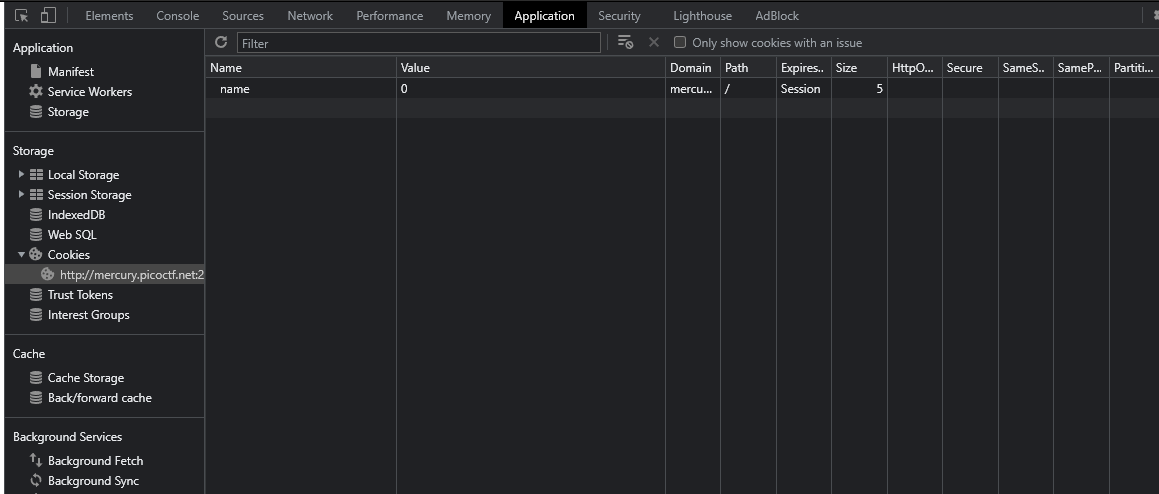 Elements Console Sources Network Performance Memory Application Security Lighthouse AdBlock
Application
Manifest
Service Workers
Storage
Storage
Local Storage
Session Storage
IndexedDB
Web SQL
Cookies
http://mercury.picoctf.net:2
Trust Tokens
Interest Groups
Cache
Cache Storage
Back/forward cache
Background Services
Background Fetch
Background Sync
Filter Only show cookies with an issue
Name Value Domain Path Expires.. Size HttpO... Secure SameS.. SameP... Partiti...
name 0 mercu... / Session 5